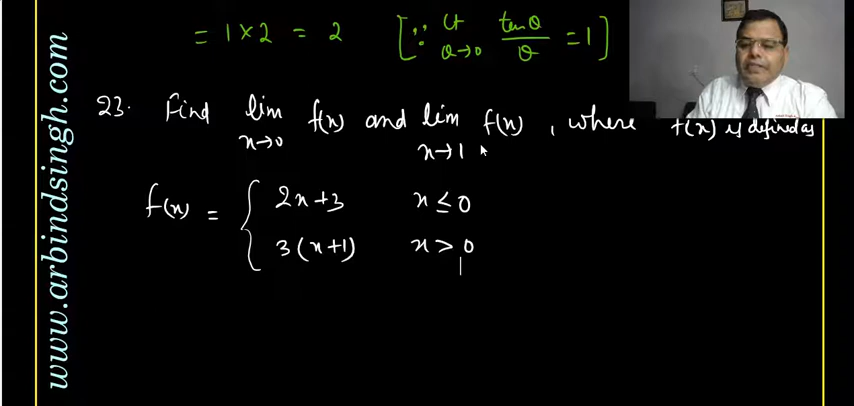 = 1 × 2 = 2 [∵ Lt θ→0 tanθ/θ = 1]
23. Find lim x→0 f(x) and lim x→1 f(x), where f(x) is defined as
f(x) = { 2x+3 x ≤ 0
3(x+1) x > 0
www.arbindsingh.com